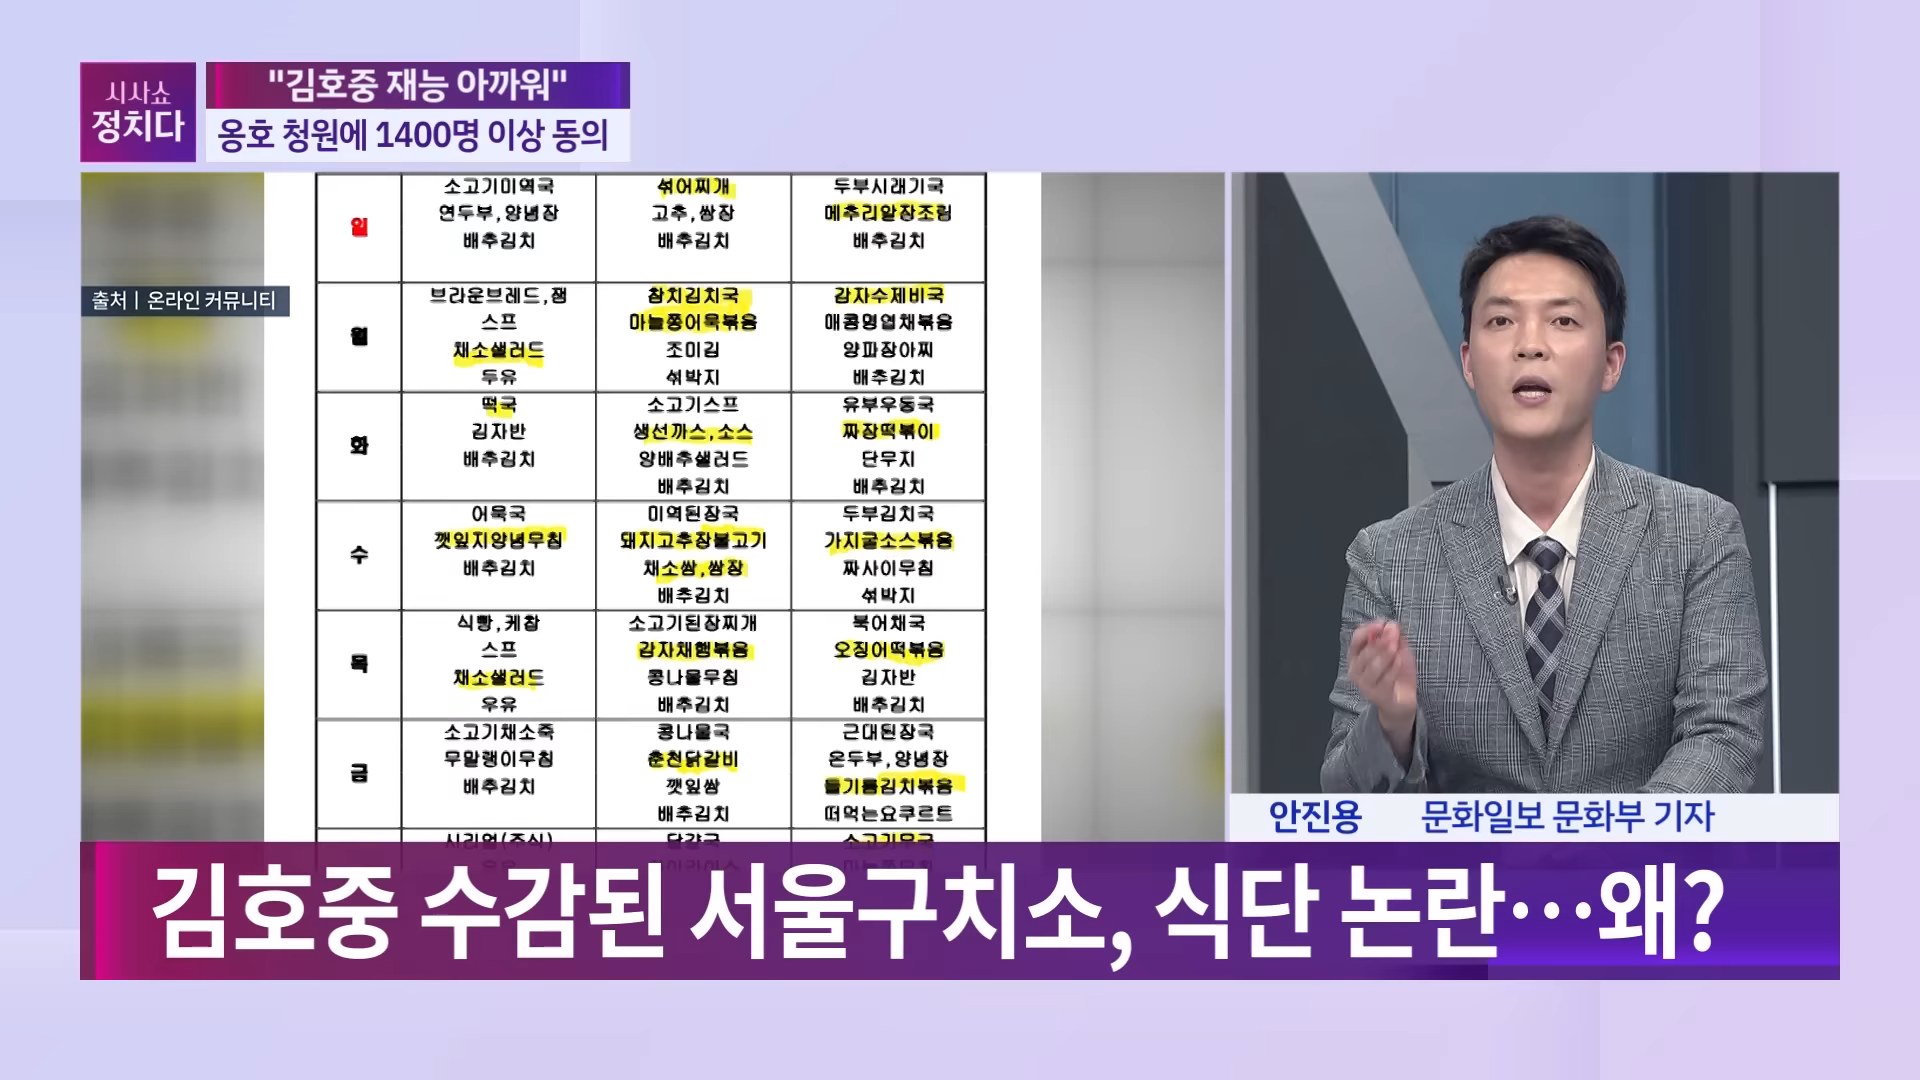 시사쇼
정치다
"김호중 재능 아까워"
옹호 청원에 1400명 이상 동의
출처 | 온라인 커뮤니티
일
소고기미역국
연두부,양념장
배추김치
섞어찌개
고추,쌈장
배추김치
두부시래기국
메추리알장조림
배추김치
월
브라운브레드,잼
스프
채소샐러드
두유
참치김치국
마늘쫑어묵볶음
조미김
섞박지
감자수제비국
매콤명엽채볶음
양파장아찌
배추김치
화
떡국
김자반
배추김치
소고기스프
생선까스,소스
양배추샐러드
배추김치
유부우동국
짜장떡볶이
단무지
배추김치
수
어묵국
깻잎지양념무침
배추김치
미역된장국
돼지고추장불고기
채소쌈,쌈장
배추김치
두부김치국
가지굴소스볶음
짜사이무침
섞박지
목
식빵,케찹
스프
채소샐러드
우유
소고기된장찌개
감자채햄볶음
콩나물무침
배추김치
북어채국
오징어떡볶음
김자반
배추김치
금
소고기채소죽
무말랭이무침
배추김치
콩나물국
춘천닭갈비
깻잎쌈
배추김치
근대된장국
온두부,양념장
들기름김치볶음
떠먹는요쿠르트
시리얼(주식)
달걀국
소고기무국
안진용 문화일보 문화부 기자
김호중 수감된 서울구치소, 식단 논란…왜?